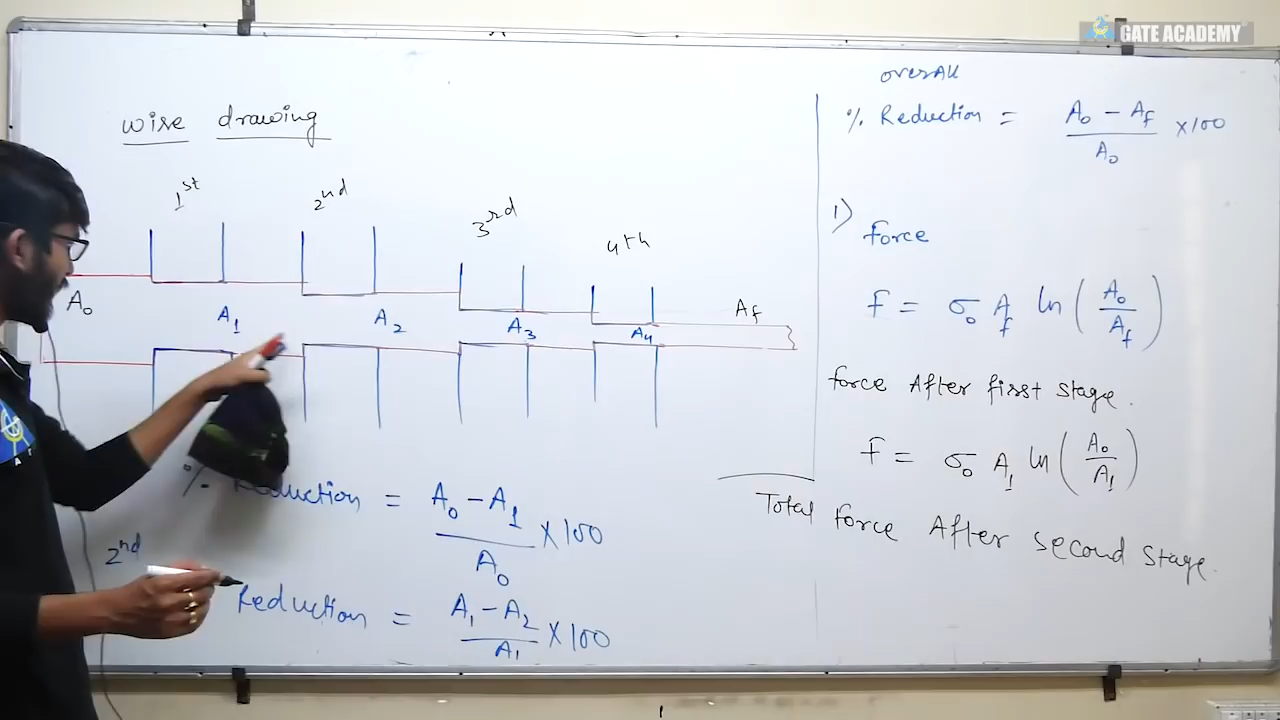 GATE ACADEMY
wire drawing
1st 2nd 3rd 4th
A0 A1 A2 A3 A4 Af
% Reduction = A0 - A1 / A0 × 100
2nd
Reduction = A1 - A2 / A1 × 100
overall
% Reduction = A0 - Af / A0 × 100
1) force
F = σ0 Af ln (A0 / Af)
force After first stage.
F = σ0 A1 ln (A0 / A1)
Total force After second stage.